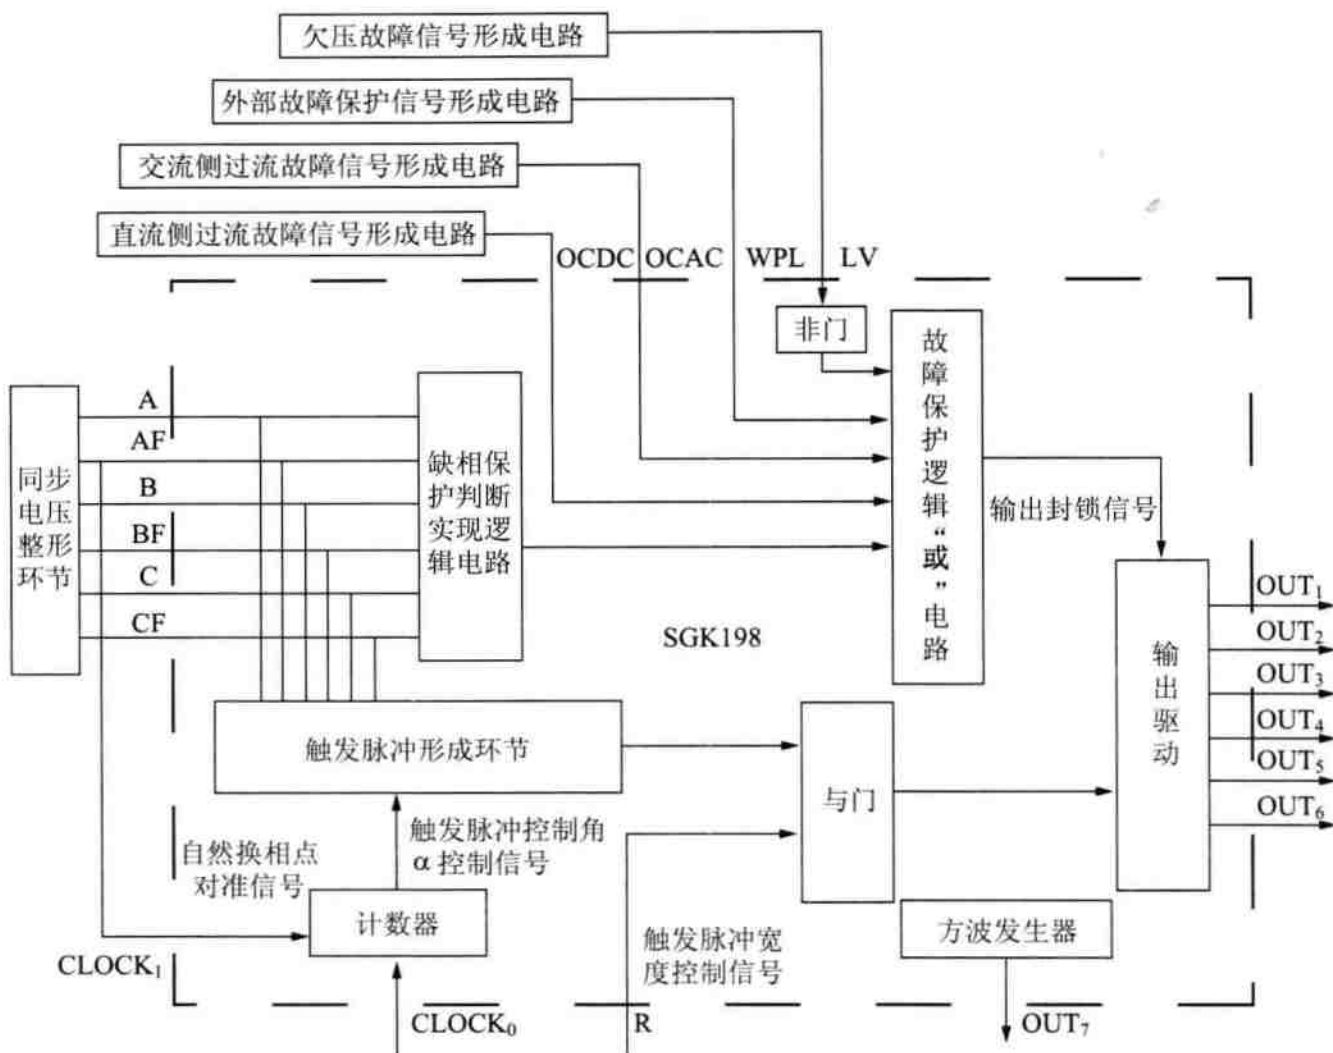 欠压故障信号形成电路
外部故障保护信号形成电路
交流侧过流故障信号形成电路
直流侧过流故障信号形成电路
OCDC OCAC WPL LV
非门
故障保护逻辑“或”电路
A
AF
B
BF
C
CF
同步
电压
整形
环节
缺相保
护判断
实现逻
辑电路
输出封锁信号
SGK198
输出驱动
OUT₁
OUT₂
OUT₃
OUT₄
OUT₅
OUT₆
触发脉冲形成环节
与门
自然换相点
对准信号
触发脉冲控制角
α 控制信号
计数器
触发脉冲宽
度控制信号
方波发生器
CLOCK₁
CLOCK₀
R
OUT₇